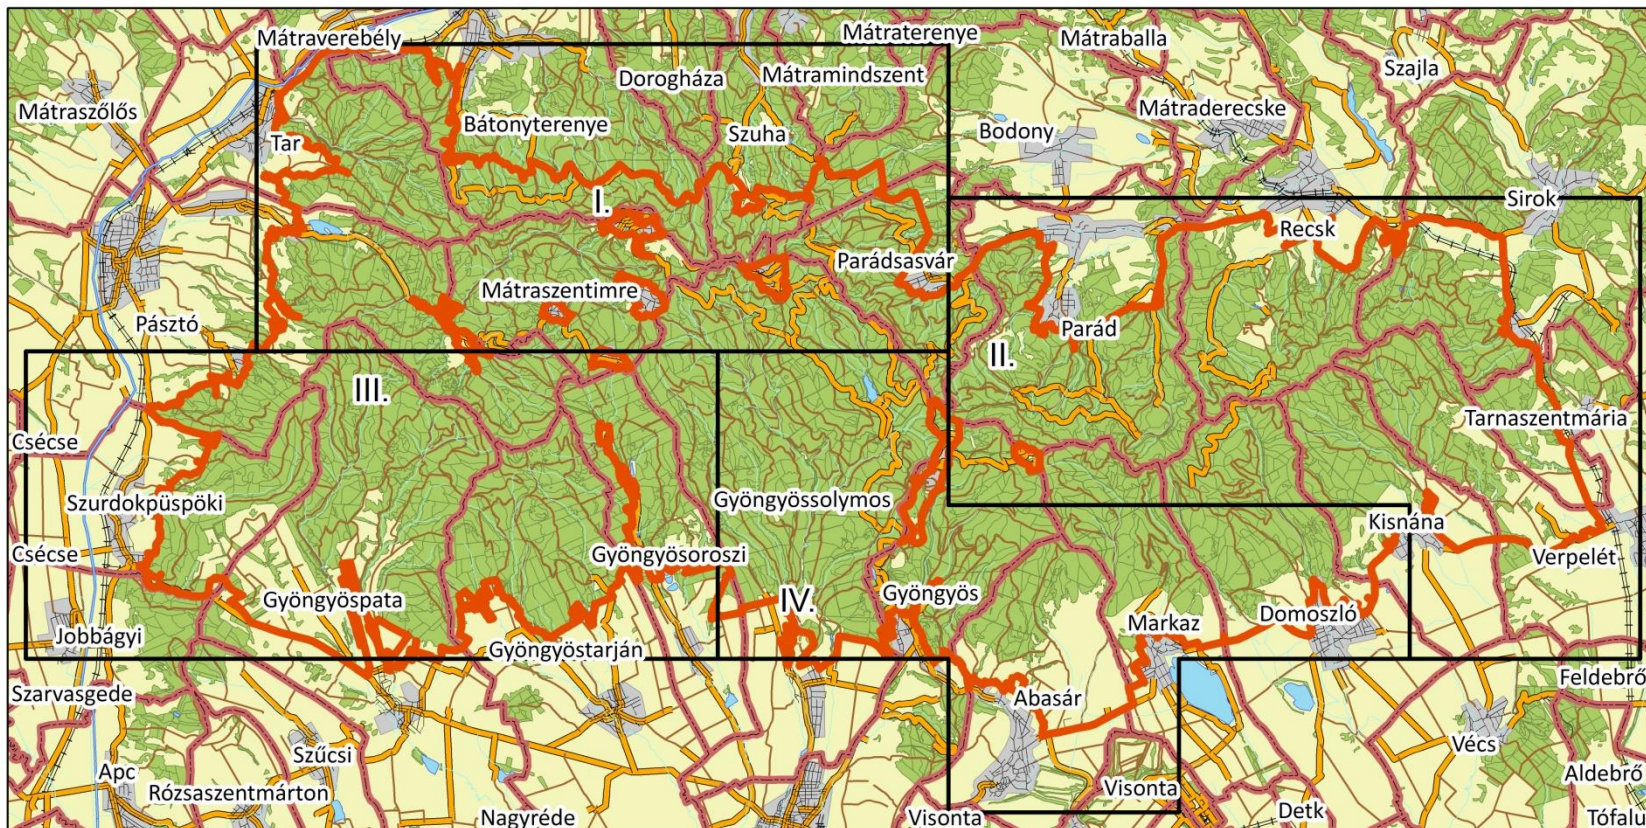 Mátraverebély
Mátraterenye
Mátraballa
Szajla
Dorogháza
Mátramindszent
Mátraszőlős
Mátraderecske
Bátonyterenye
Szuha
Bodony
Tar
I.
Sirok
Recsk
Parádsasvár
Mátraszentimre
Pásztó
Parád
II.
III.
Tarnaszentmária
Csécse
Szurdokpüspöki
Gyöngyössolymos
Kisnána
Csécse
Gyöngyösoroszi
Verpelét
Gyöngyöspata
IV.
Gyöngyös
Domoszló
Markaz
Jobbágyi
Gyöngyöstarján
Szarvasgede
Abasár
Feldebrő
Szűcsi
Vécs
Apc
Aldebrő
Rózsaszentmárton
Visonta
Nagyréde
Visonta
Detk
Tófalu